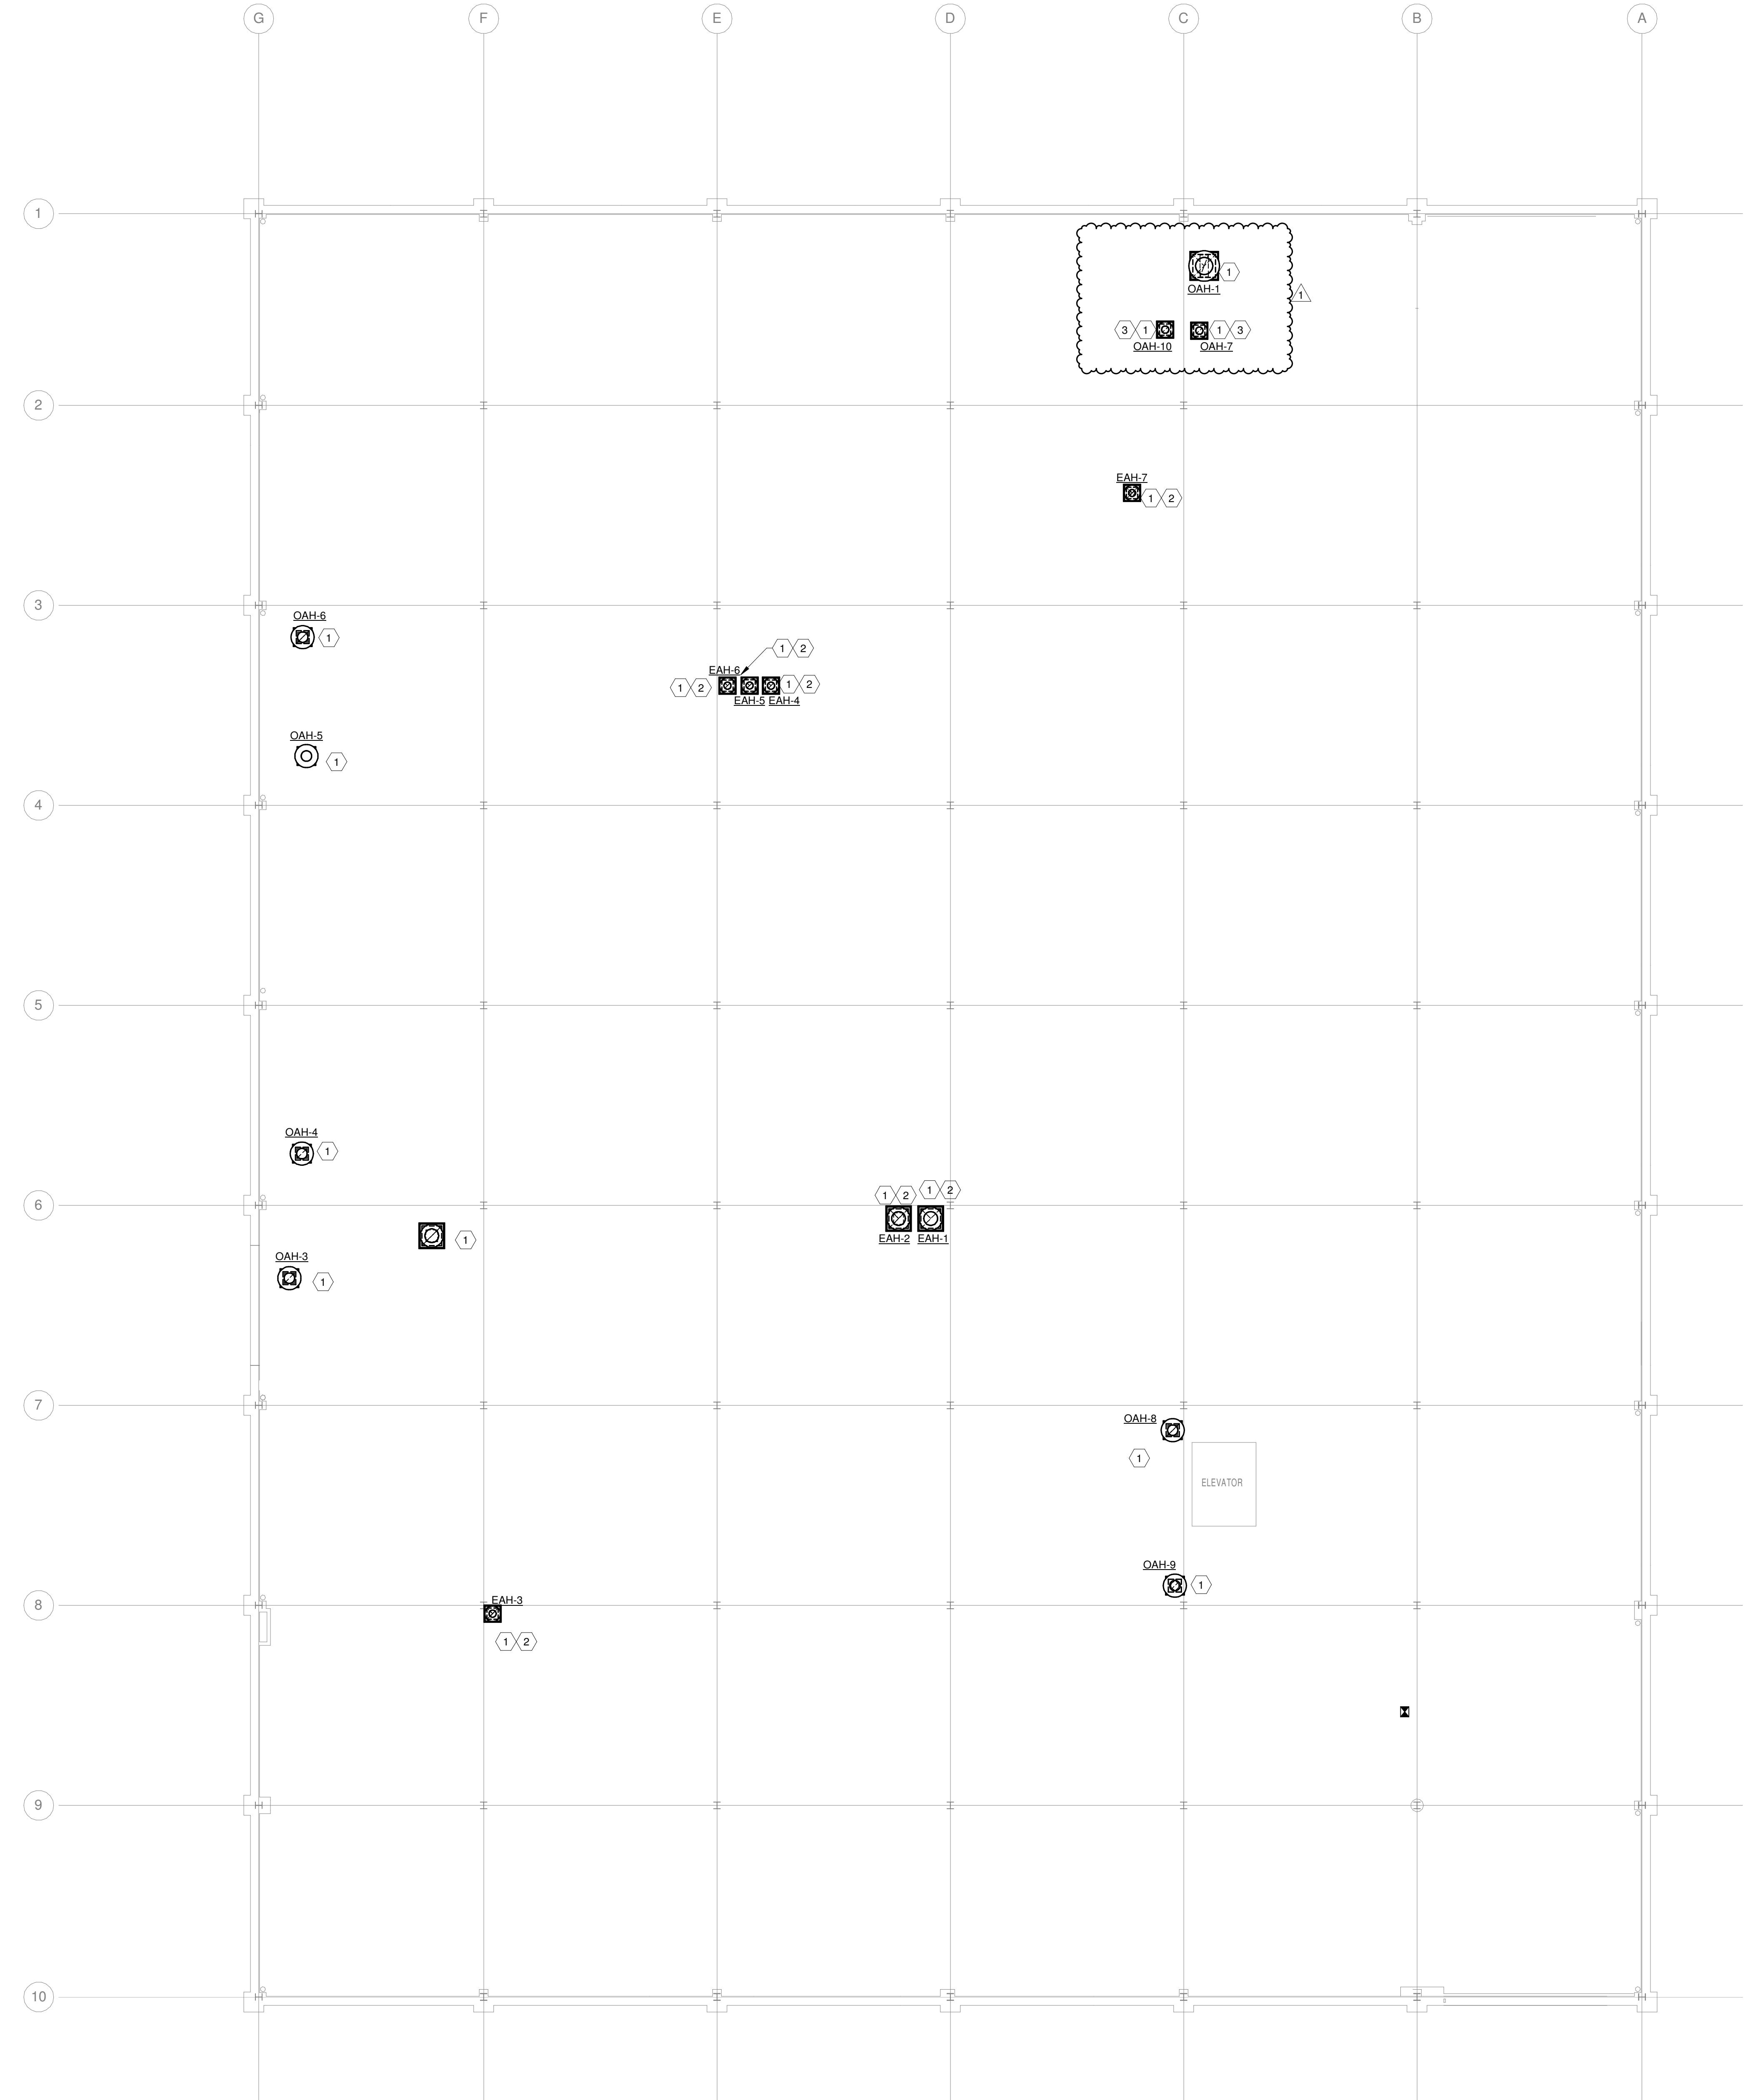 G F E D C B A
1
1
OAH-1
1
3 1 1 3
OAH-10 OAH-7
2
EAH-7
1 2
3
OAH-6
1
1 2
EAH-6
1 2 1 2
EAH-5 EAH-4
OAH-5
1
4
5
OAH-4
1
1 2 1 2
6
EAH-2 EAH-1
1
OAH-3
1
7
OAH-8
1
ELEVATOR
OAH-9
1
EAH-3
8
1 2
9
10